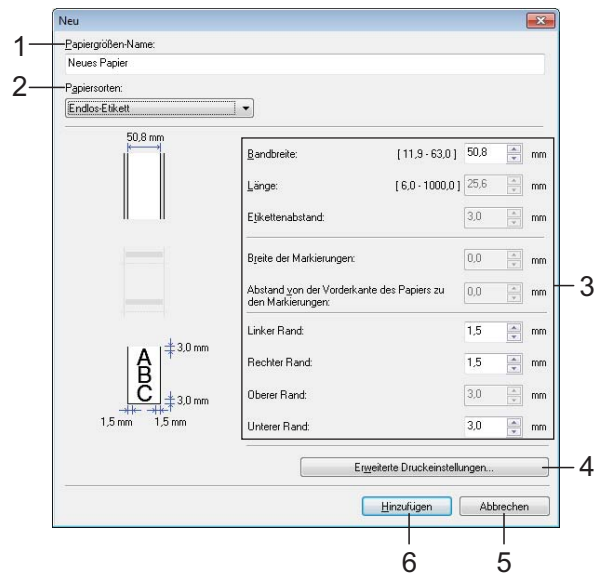 Neu
1
Papiergrößen-Name:
Neues Papier
2
Papiersorten:
Endlos-Etikett
50,8 mm
Bandbreite: [ 11,9 - 63,0 ] 50,8 mm
Länge: [ 6,0 - 1000,0 ] 25,6 mm
Etikettenabstand: 3,0 mm
Breite der Markierungen: 0,0 mm
Abstand von der Vorderkante des Papiers zu
den Markierungen: 0,0 mm
3
Linker Rand: 1,5 mm
Rechter Rand: 1,5 mm
Oberer Rand: 3,0 mm
Unterer Rand: 3,0 mm
A
B
C
3,0 mm
3,0 mm
1,5 mm 1,5 mm
Erweiterte Druckeinstellungen...
4
Hinzufügen Abbrechen
6 5